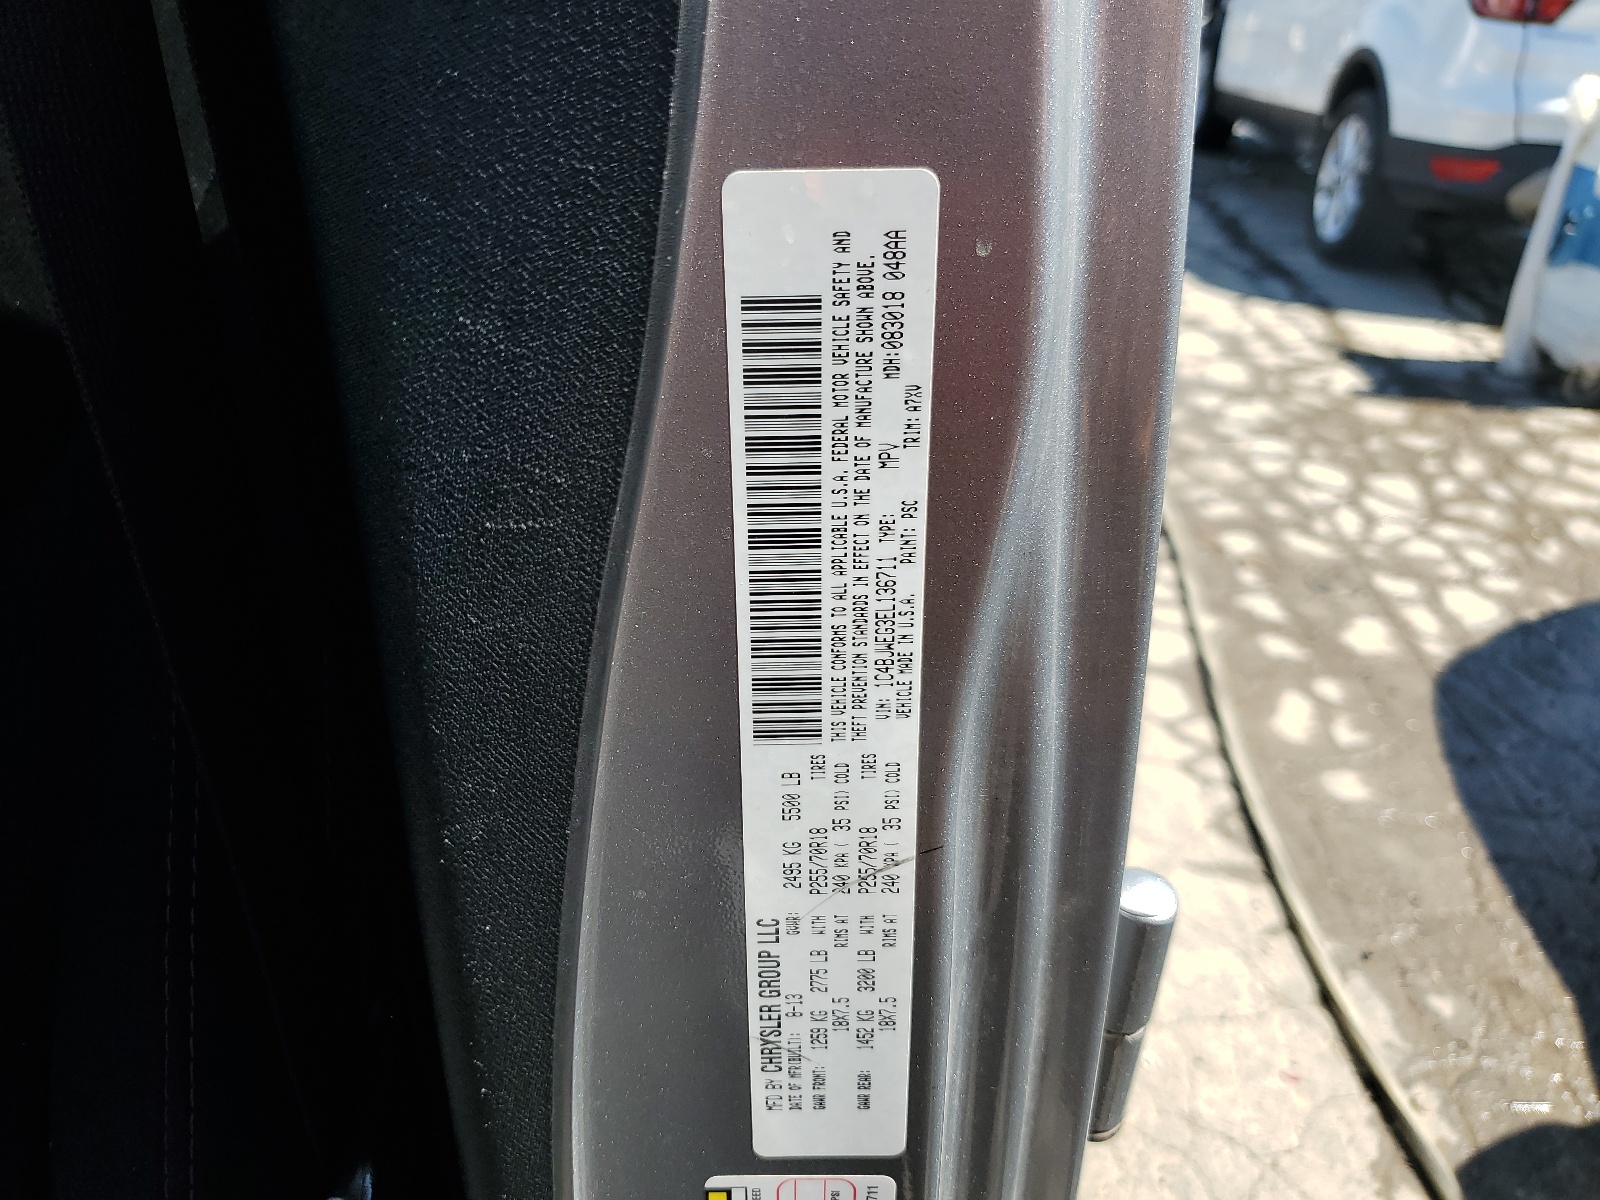 MFD BY CHRYSLER GROUP LLC
DATE OF MFR(BUILT): 8-13 GVWR: 2495 KG 5500 LB
GAWR FRONT: 1259 KG 2775 LB WITH P255/70R18 TIRES
18X7.5 RIMS AT 240 KPA ( 35 PSI) COLD
GAWR REAR: 1452 KG 3200 LB WITH P255/70R18 TIRES
18X7.5 RIMS AT 240 KPA ( 35 PSI) COLD
THIS VEHICLE CONFORMS TO ALL APPLICABLE U.S.A. FEDERAL MOTOR VEHICLE SAFETY AND
THEFT PREVENTION STANDARDS IN EFFECT ON THE DATE OF MANUFACTURE SHOWN ABOVE.
VIN: 1C4BJWEG3EL136711 TYPE: MPV MDH:083018 048AA
VEHICLE MADE IN U.S.A. PAINT: PSC TRIM: A7XV
PSI
711